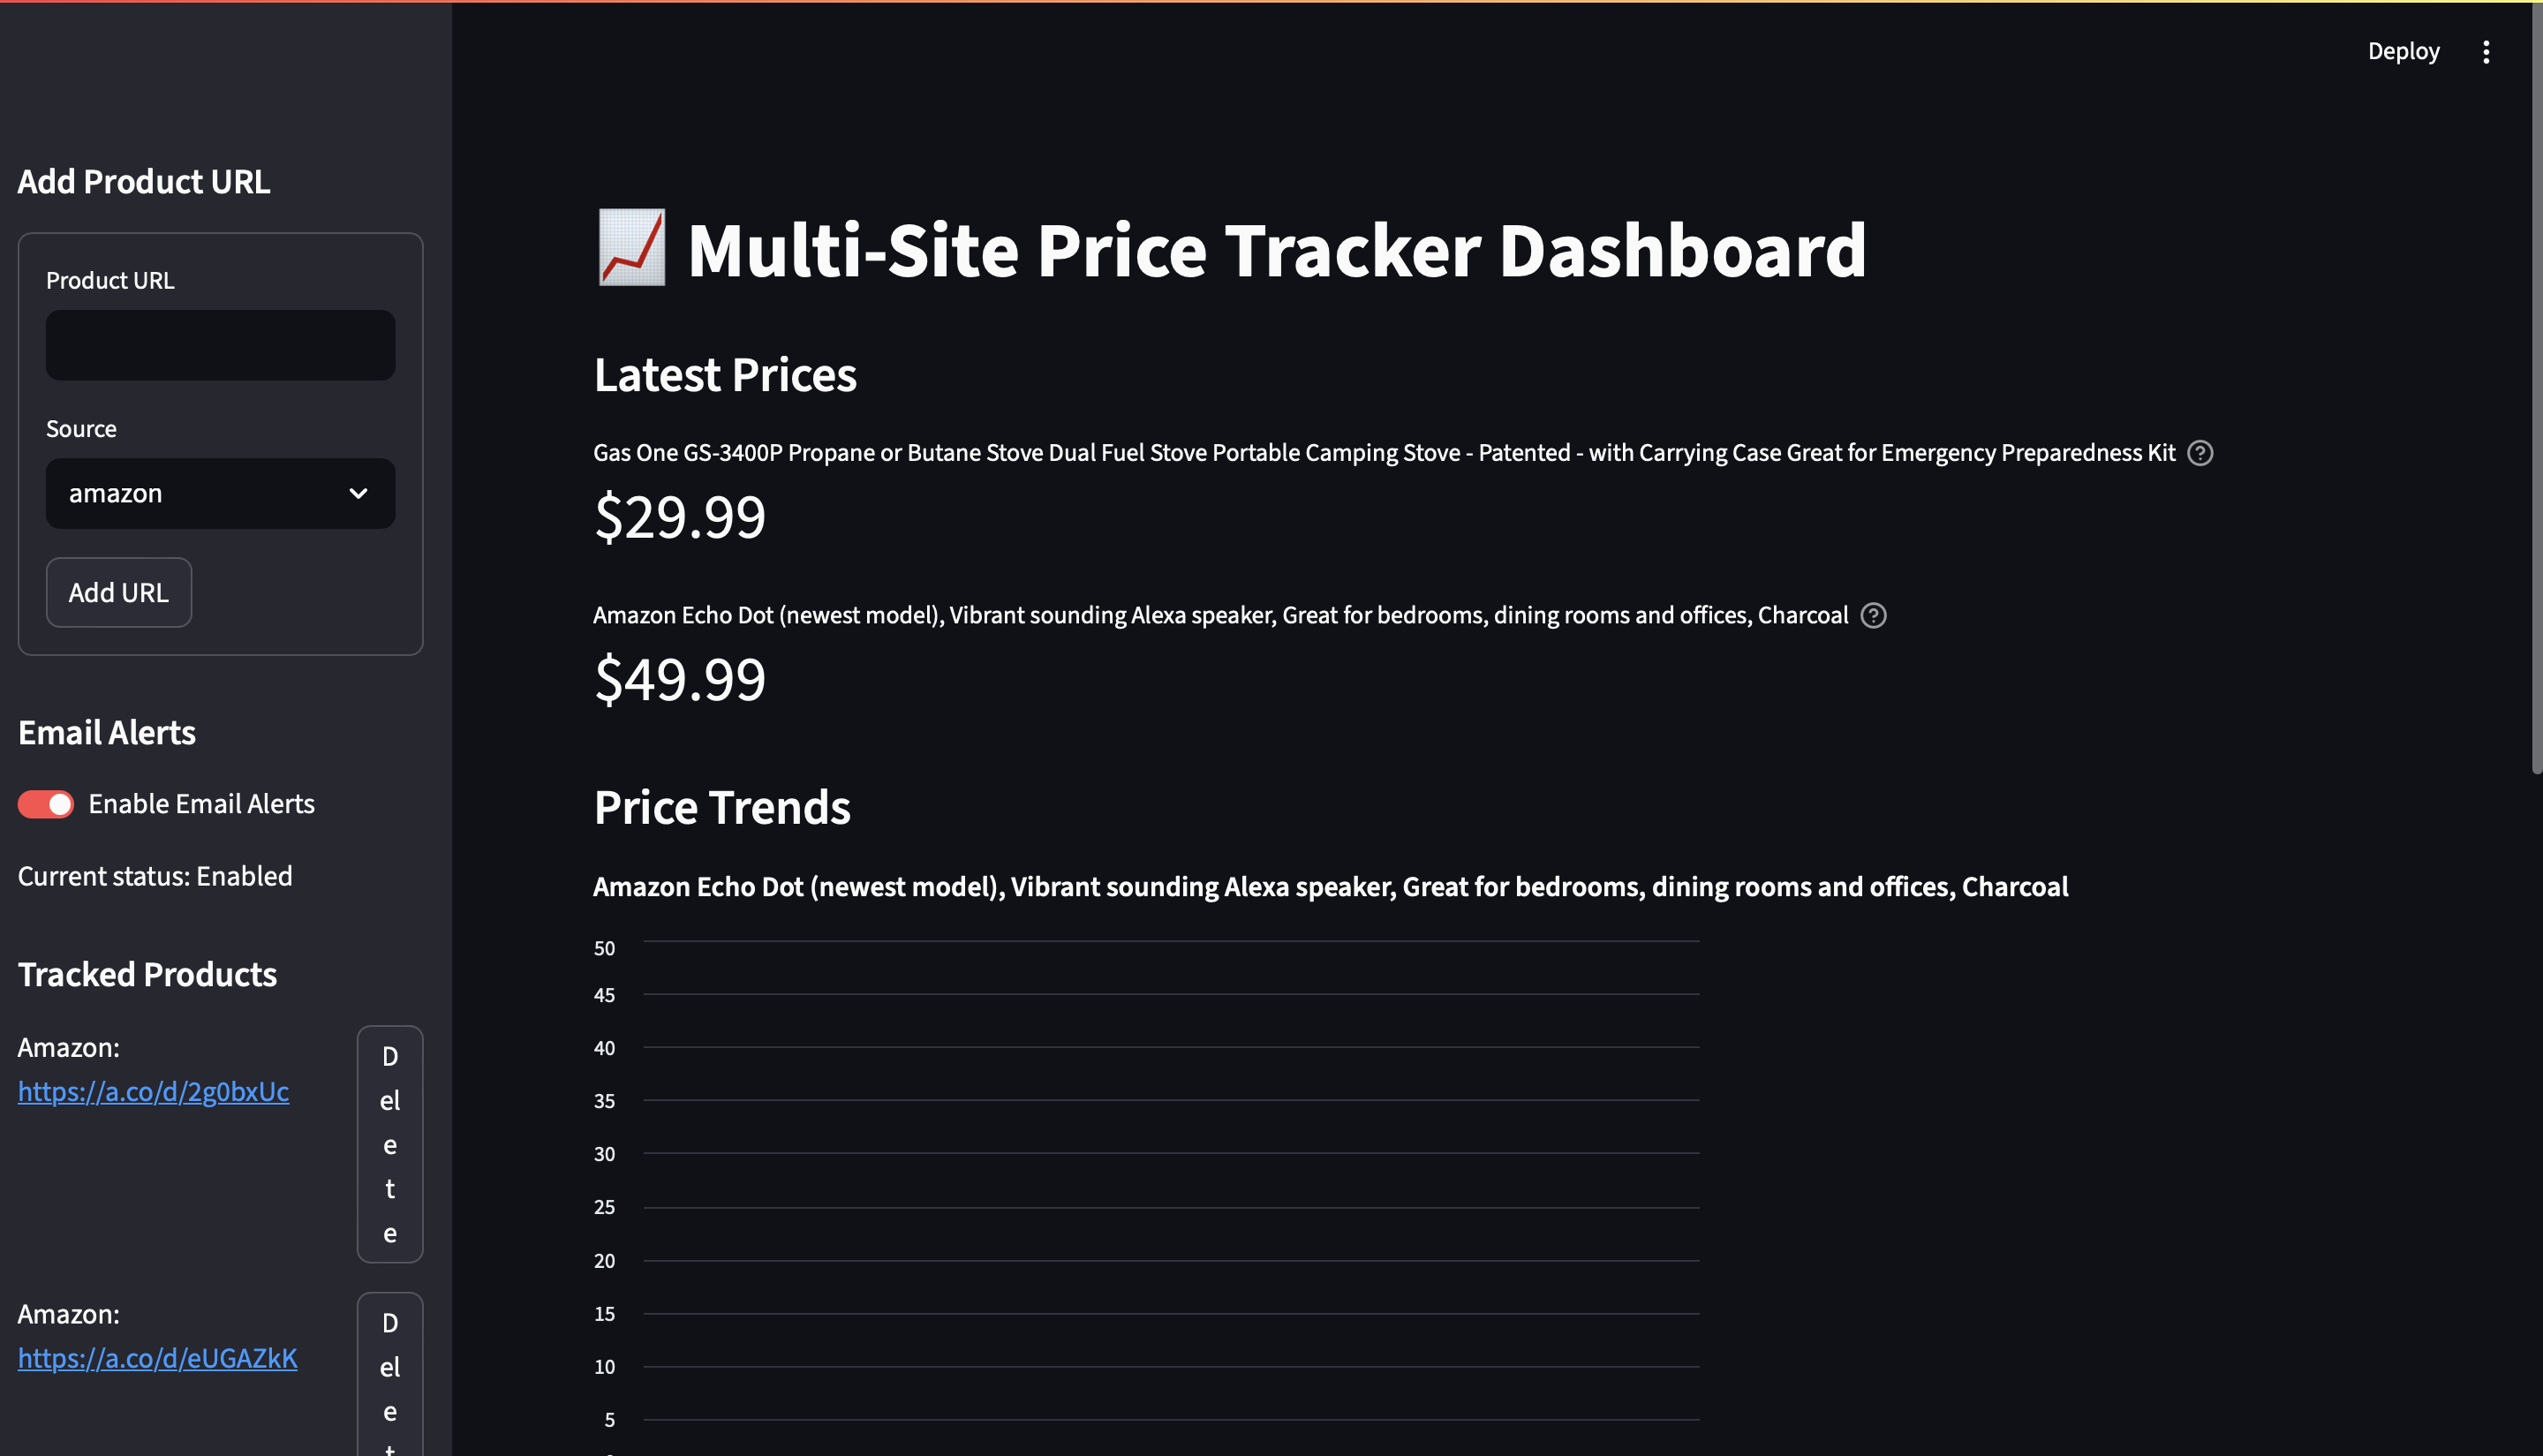 Deploy
Add Product URL
Product URL
Source
amazon
Add URL
Email Alerts
Enable Email Alerts
Current status: Enabled
Tracked Products
Amazon:
https://a.co/d/2g0bxUc
D
el
e
t
e
Amazon:
https://a.co/d/eUGAZkK
D
el
e
t
Multi-Site Price Tracker Dashboard
Latest Prices
Gas One GS-3400P Propane or Butane Stove Dual Fuel Stove Portable Camping Stove - Patented - with Carrying Case Great for Emergency Preparedness Kit
$29.99
Amazon Echo Dot (newest model), Vibrant sounding Alexa speaker, Great for bedrooms, dining rooms and offices, Charcoal
$49.99
Price Trends
Amazon Echo Dot (newest model), Vibrant sounding Alexa speaker, Great for bedrooms, dining rooms and offices, Charcoal
50
45
40
35
30
25
20
15
10
5